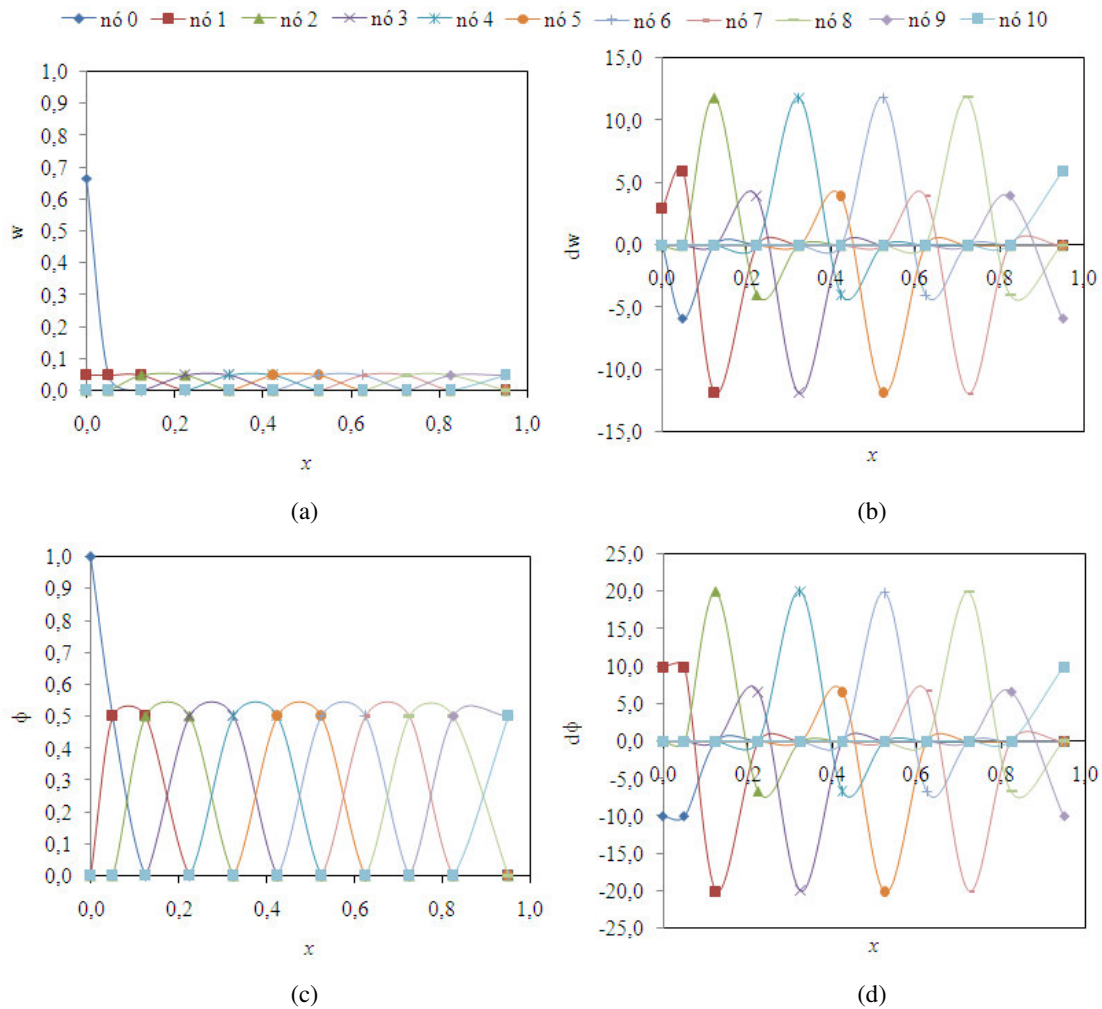 nó 0 nó 1 nó 2 nó 3 nó 4 nó 5 nó 6 nó 7 nó 8 nó 9 nó 10
1,0
0,9
0,8
0,7
0,6
0,5
0,4
0,3
0,2
0,1
0,0
w
0,0 0,2 0,4 0,6 0,8 1,0
x
(a)
15,0
10,0
5,0
0,0
-5,0
-10,0
-15,0
dw
0,0 0,2 0,4 0,6 0,8 1,0
x
(b)
1,0
0,9
0,8
0,7
0,6
0,5
0,4
0,3
0,2
0,1
0,0
ϕ
0,0 0,2 0,4 0,6 0,8 1,0
x
(c)
25,0
20,0
15,0
10,0
5,0
0,0
-5,0
-10,0
-15,0
-20,0
-25,0
dϕ
0,0 0,2 0,4 0,6 0,8 1,0
x
(d)